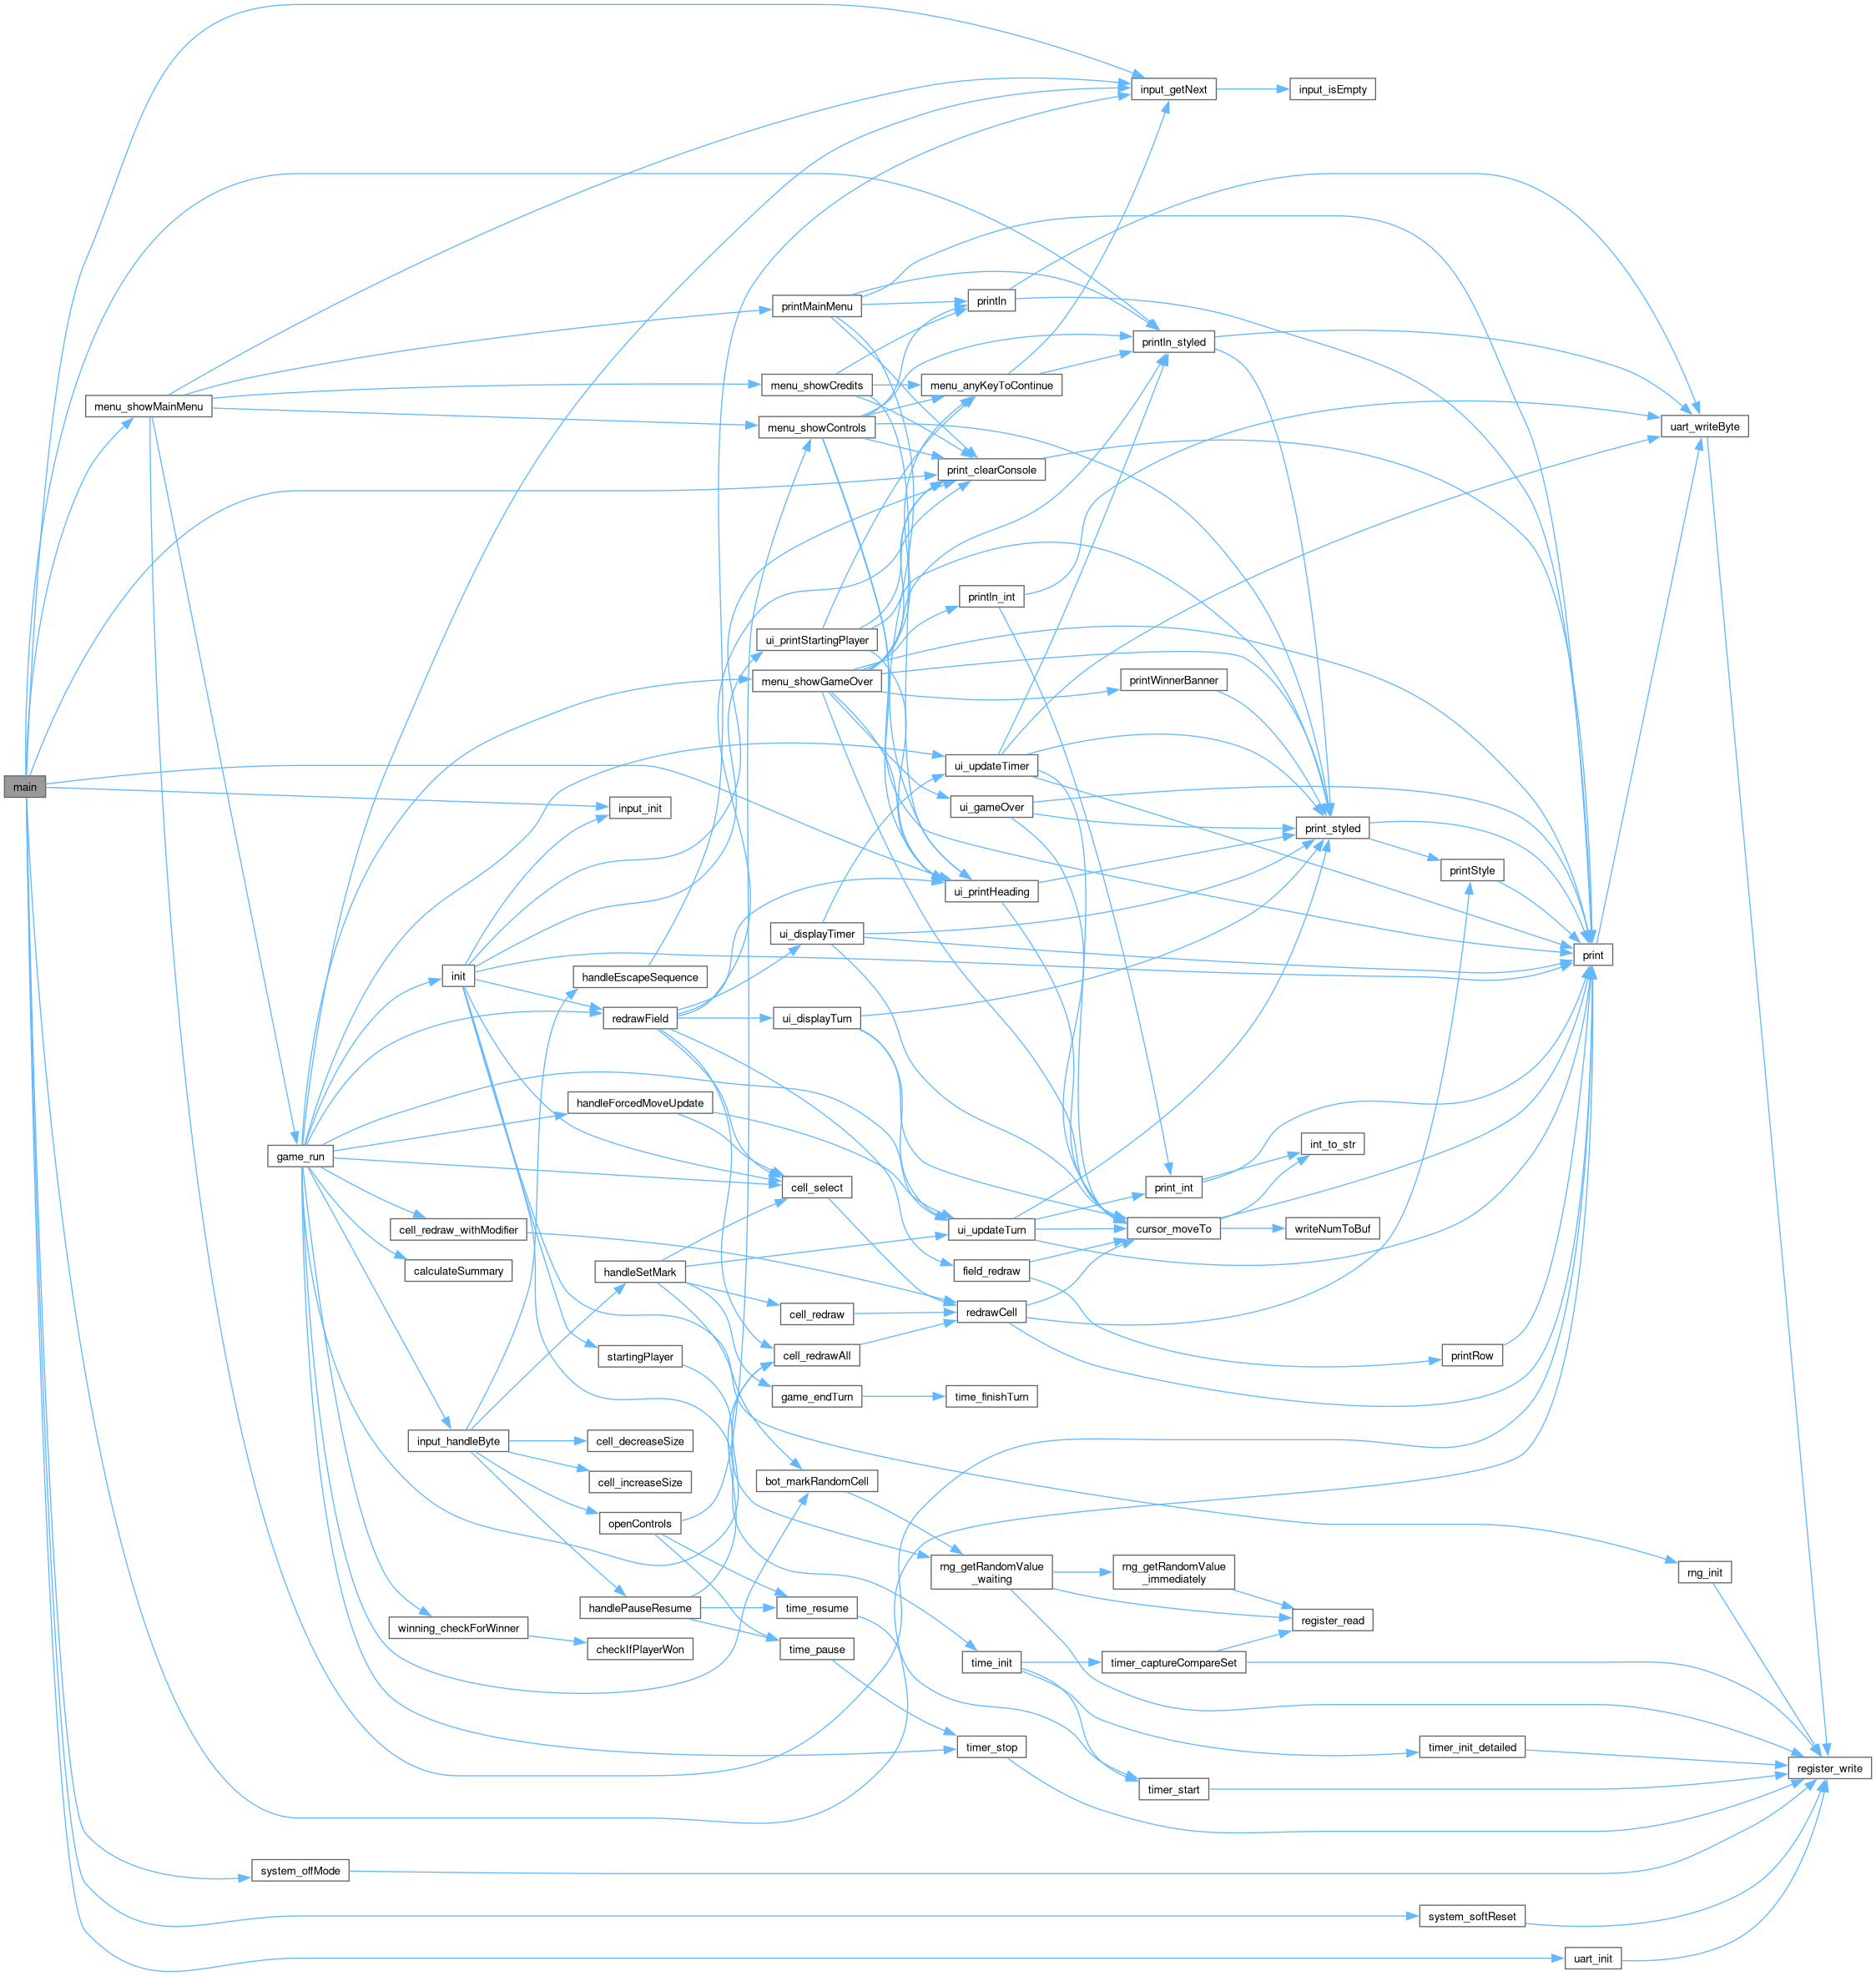 input_getNext
input_isEmpty
printMainMenu
println
println_styled
menu_showCredits
menu_anyKeyToContinue
menu_showMainMenu
menu_showControls
uart_writeByte
print_clearConsole
println_int
ui_printStartingPlayer
menu_showGameOver
printWinnerBanner
ui_updateTimer
main
input_init
ui_gameOver
print_styled
printStyle
ui_printHeading
ui_displayTimer
print
init
handleEscapeSequence
redrawField
ui_displayTurn
handleForcedMoveUpdate
int_to_str
game_run
cell_select
print_int
cell_redraw_withModifier
ui_updateTurn
cursor_moveTo
writeNumToBuf
calculateSummary
handleSetMark
field_redraw
cell_redraw
redrawCell
startingPlayer
cell_redrawAll
printRow
game_endTurn
time_finishTurn
input_handleByte
cell_decreaseSize
cell_increaseSize
bot_markRandomCell
openControls
rng_getRandomValue
_waiting
rng_getRandomValue
_immediately
rng_init
handlePauseResume
time_resume
register_read
winning_checkForWinner
checkIfPlayerWon
time_pause
time_init
timer_captureCompareSet
timer_stop
timer_init_detailed
register_write
timer_start
system_offMode
system_softReset
uart_init